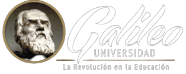 Galileo
UNIVERSIDAD
La Revolución en la Educación